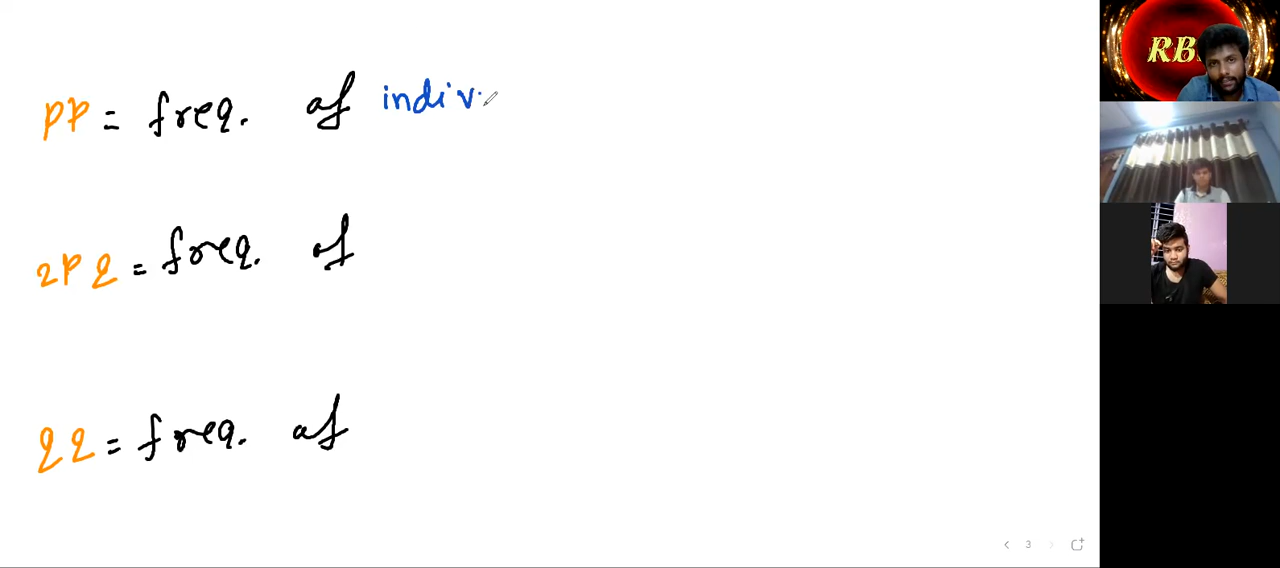 pp = freq. of indiv.
2pq = freq. of
qq = freq. of
RB
3